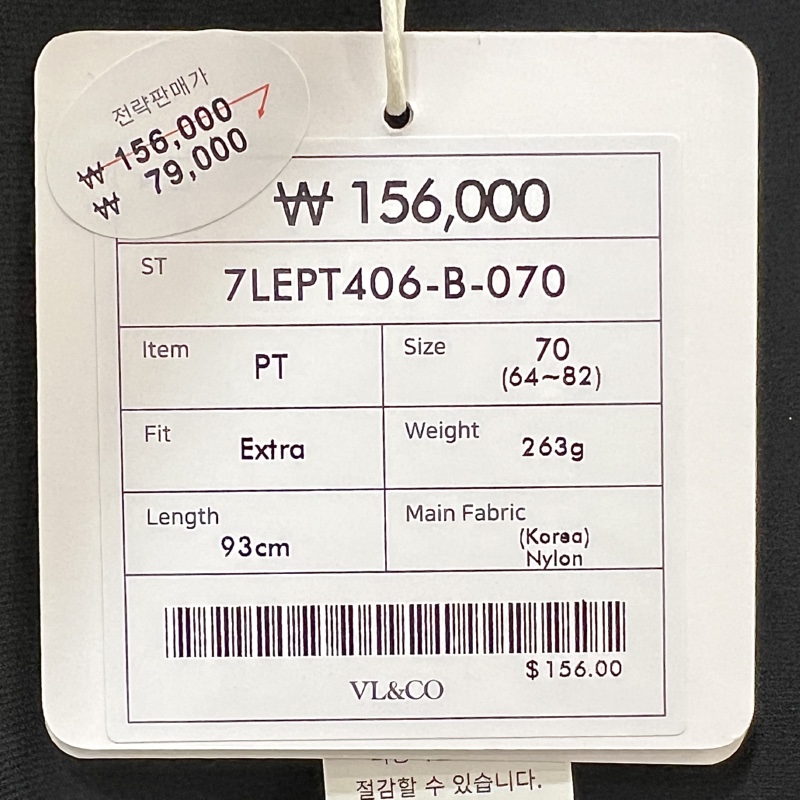 전략판매가
₩ 156,000
₩ 79,000
₩ 156,000
ST 7LEPT406-B-070
Item PT
Size 70
(64~82)
Fit Extra
Weight 263g
Length 93cm
Main Fabric (Korea)
Nylon
$156.00
VL&CO
절감할 수 있습니다.